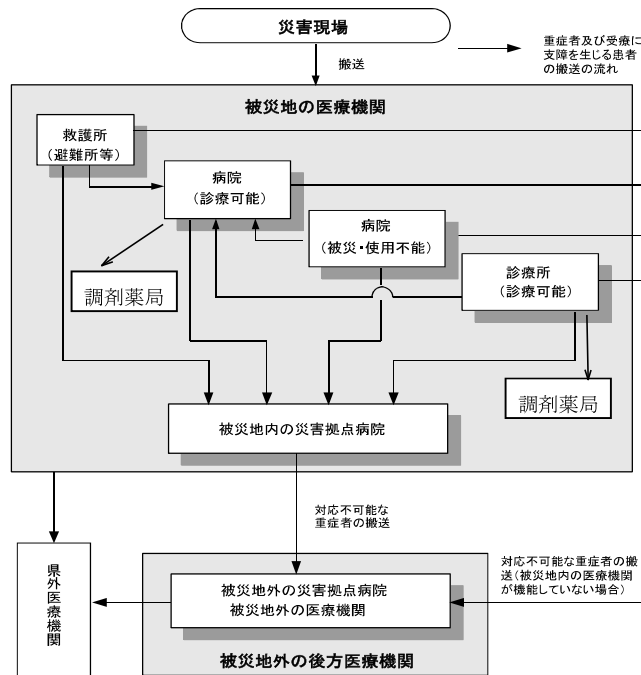 災害現場
搬送
重症者及び受療に
支障を生じる患者
の搬送の流れ
被災地の医療機関
救護所
（避難所等）
病院
（診療可能）
病院
（被災・使用不能）
診療所
（診療可能）
調剤薬局
調剤薬局
被災地内の災害拠点病院
対応不可能な
重症者の搬送
対応不可能な重症者の搬
送（被災地内の医療機関
が機能していない場合）
県外医療機関
被災地外の災害拠点病院
被災地外の医療機関
被災地外の後方医療機関